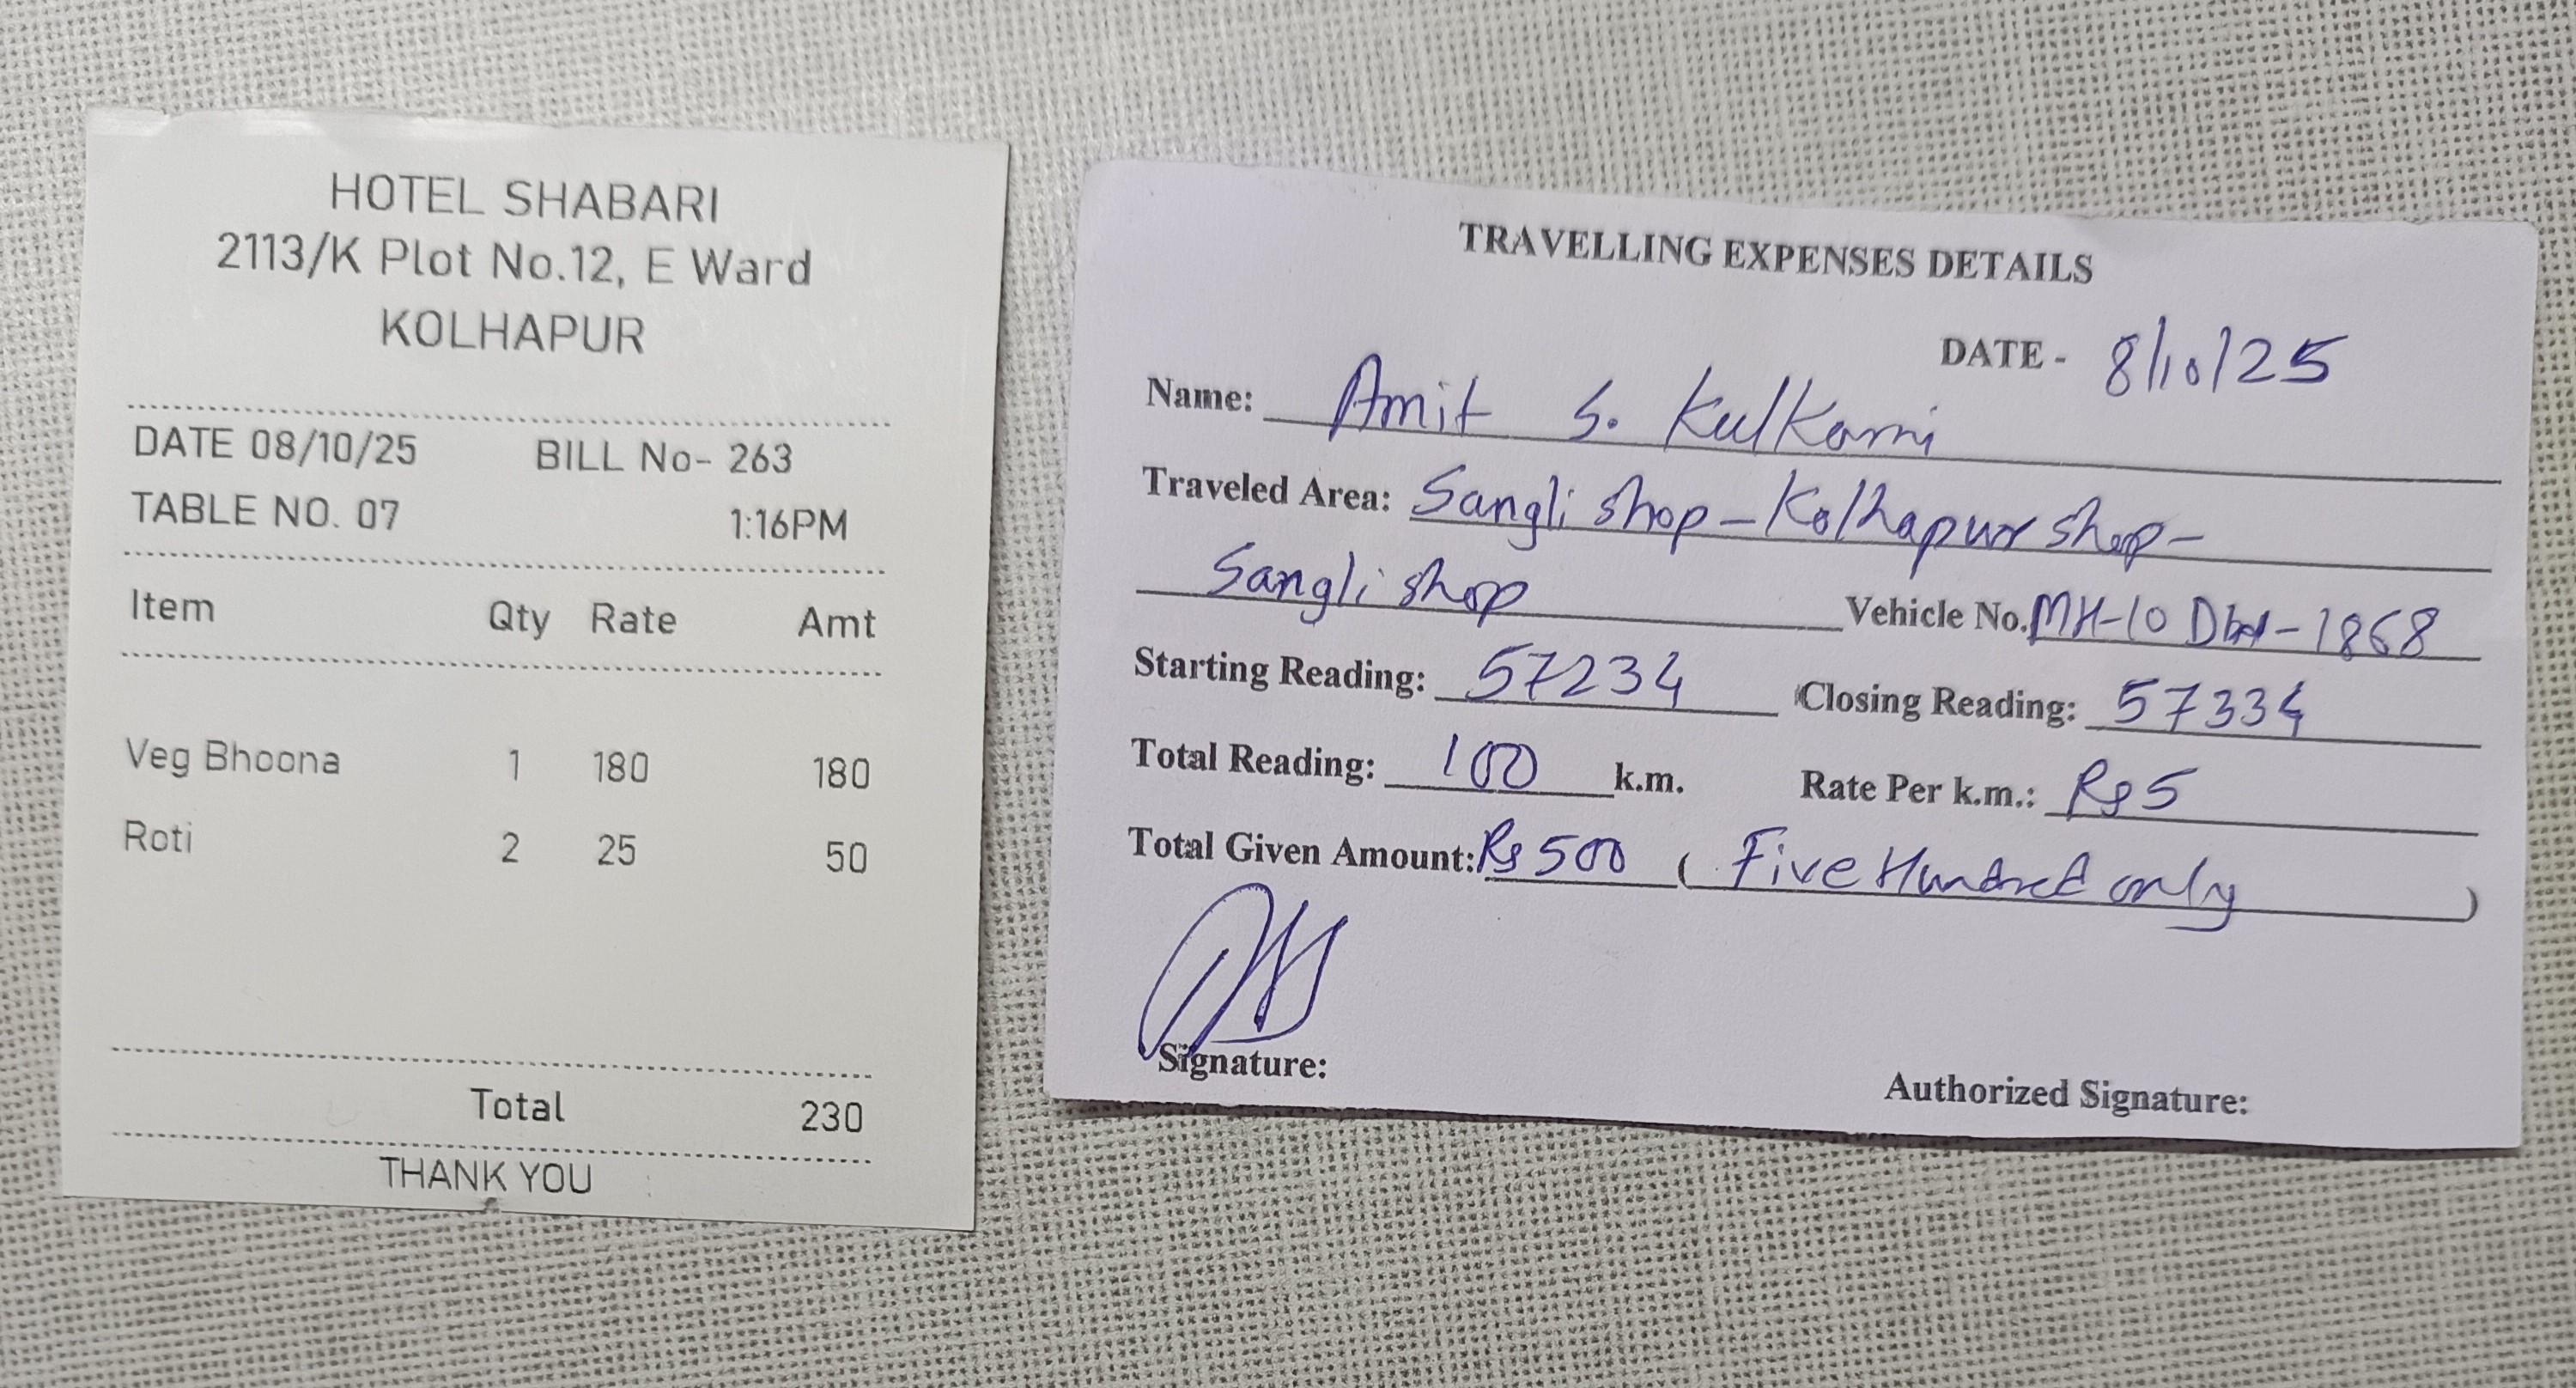 HOTEL SHABARI
2113/K Plot No.12, E Ward
KOLHAPUR
DATE 08/10/25 BILL No- 263
TABLE NO. 07 1:16PM
Item Qty Rate Amt
Veg Bhoona 1 180 180
Roti 2 25 50
Total 230
THANK YOU
TRAVELLING EXPENSES DETAILS
DATE - 8/10/25
Name: Amit S. Kulkarni
Traveled Area: Sangli shop - Kolhapur shop -
Sangli shop Vehicle No. MH-10 - 1868
Starting Reading: 57234 Closing Reading: 57334
Total Reading: 100 k.m. Rate Per k.m.: Rs 5
Total Given Amount: Rs 500 ( Five Hundred only )
Signature: Authorized Signature: